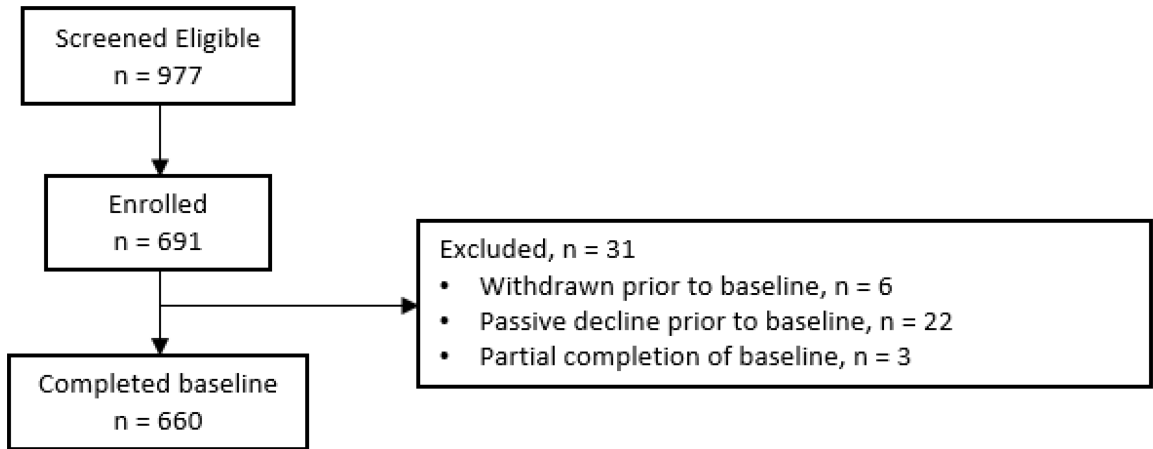 Screened Eligible
n = 977
Enrolled
n = 691
Excluded, n = 31
• Withdrawn prior to baseline, n = 6
• Passive decline prior to baseline, n = 22
• Partial completion of baseline, n = 3
Completed baseline
n = 660